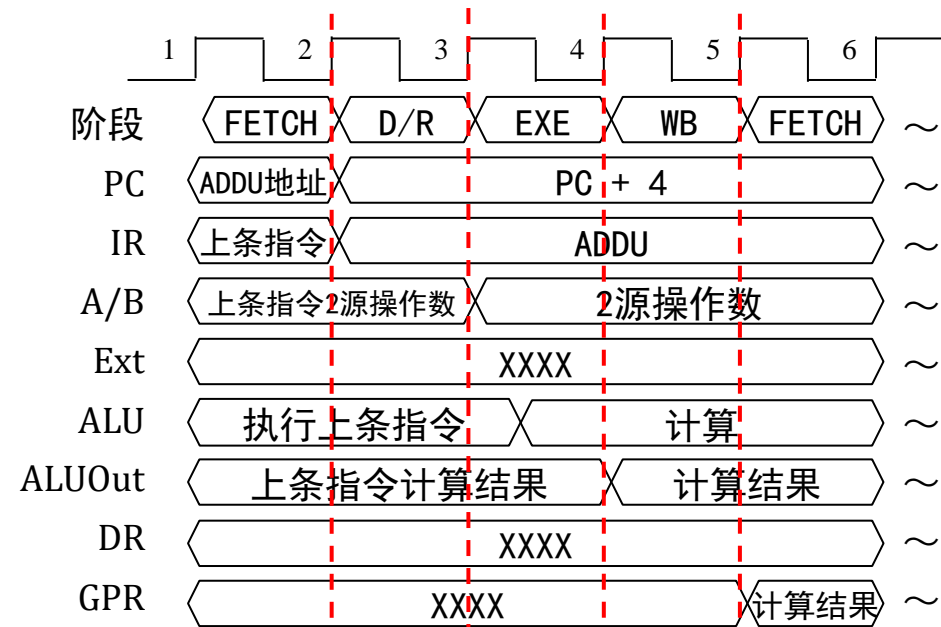 1 2 3 4 5 6
阶段 FETCH D/R EXE WB FETCH ～
PC ADDU地址 PC + 4 ～
IR 上条指令 ADDU ～
A/B 上条指令2源操作数 2源操作数 ～
Ext XXXX ～
ALU 执行上条指令 计算 ～
ALUOut 上条指令计算结果 计算结果 ～
DR XXXX ～
GPR XXXX 计算结果 ～